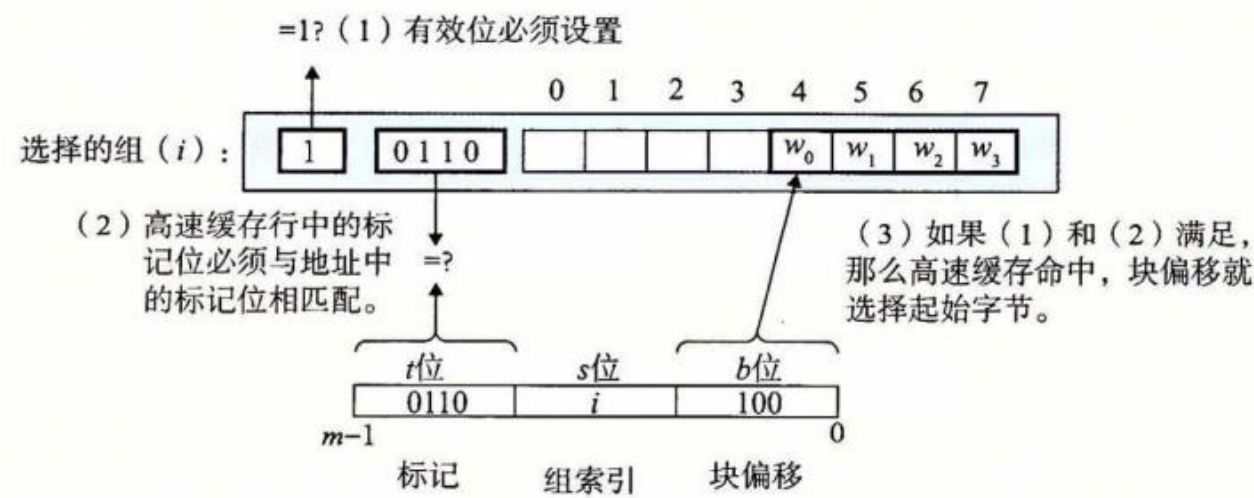 =1?（1）有效位必须设置
0 1 2 3 4 5 6 7
选择的组（i）： 1 0110 w₀ w₁ w₂ w₃
（2）高速缓存行中的标
记位必须与地址中 =?
的标记位相匹配。
（3）如果（1）和（2）满足，
那么高速缓存命中，块偏移就
选择起始字节。
t位 s位 b位
0110 i 100
m−1 0
标记 组索引 块偏移